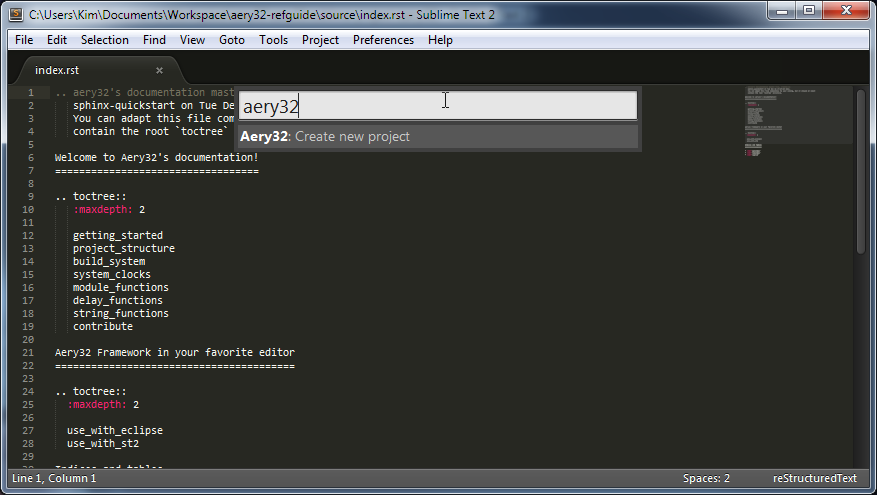 C:\Users\Kim\Documents\Workspace\aery32-refguide\source\index.rst - Sublime Text 2
File Edit Selection Find View Goto Tools Project Preferences Help
index.rst ×
aery32
Aery32: Create new project
1 .. aery32's documentation mast
2 sphinx-quickstart on Tue De
3 You can adapt this file com
4 contain the root `toctree`
5
6 Welcome to Aery32's documentation!
7 ==================================
8
9 .. toctree::
10 :maxdepth: 2
11
12 getting_started
13 project_structure
14 build_system
15 system_clocks
16 module_functions
17 delay_functions
18 string_functions
19 contribute
20
21 Aery32 Framework in your favorite editor
22 ========================================
23
24 .. toctree::
25 :maxdepth: 2
26
27 use_with_eclipse
28 use_with_st2
29
Indices and tables
Line 1, Column 1 Spaces: 2 reStructuredText